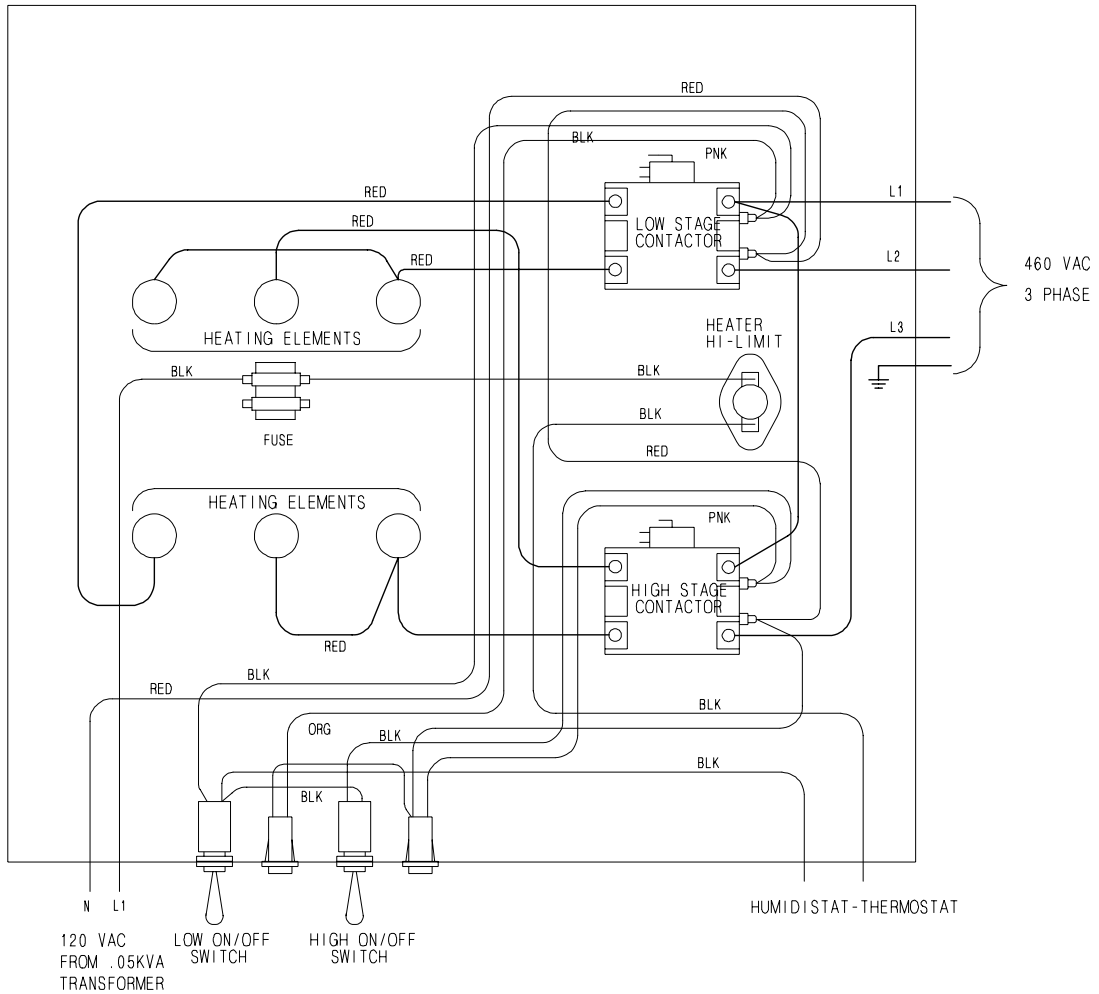 RED
BLK
PNK
RED
L1
RED
LOW STAGE
CONTACTOR
RED
L2
460 VAC
3 PHASE
HEATING ELEMENTS
HEATER
HI-LIMIT
L3
BLK
BLK
BLK
FUSE
RED
HEATING ELEMENTS
PNK
HIGH STAGE
CONTACTOR
RED
BLK
RED
BLK
ORG
BLK
BLK
BLK
N
L1
HUMIDISTAT-THERMOSTAT
120 VAC
FROM .05KVA
TRANSFORMER
LOW ON/OFF
SWITCH
HIGH ON/OFF
SWITCH